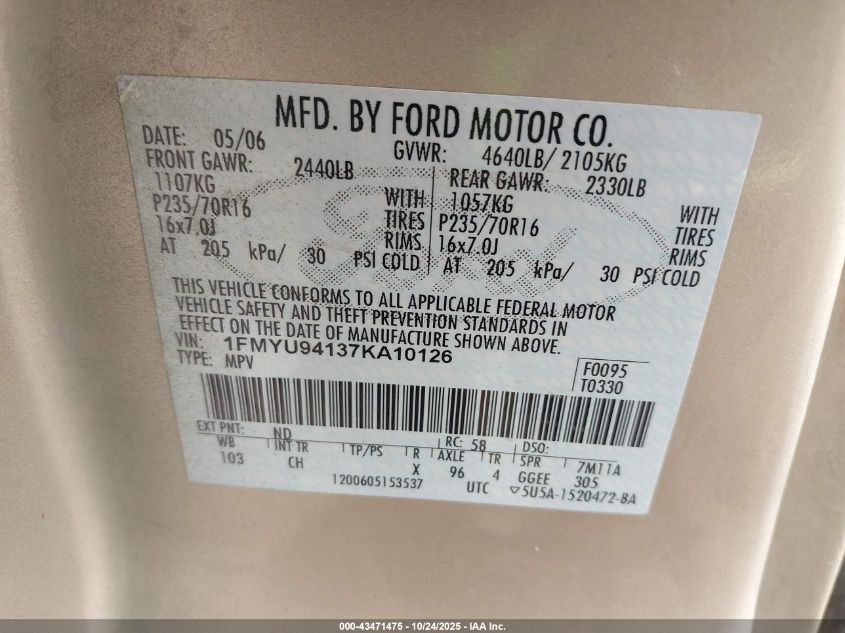 MFD. BY FORD MOTOR CO.
DATE: 05/06 GVWR: 4640LB/ 2105KG
FRONT GAWR: 2440LB REAR GAWR: 2330LB
1107KG WITH 1057KG WITH
P235/70R16 TIRES P235/70R16 TIRES
16x7.0J RIMS 16x7.0J RIMS
AT 205 kPa/ 30 PSI COLD AT 205 kPa/ 30 PSI COLD
THIS VEHICLE CONFORMS TO ALL APPLICABLE FEDERAL MOTOR
VEHICLE SAFETY AND THEFT PREVENTION STANDARDS IN
EFFECT ON THE DATE OF MANUFACTURE SHOWN ABOVE.
VIN: 1FMYU94137KA10126
TYPE: MPV
F0095
T0330
EXT PNT: ND RC: 58 DSO:
WB INT TR TP/PS R AXLE TR SPR 7M11A
103 CH X 96 4 GGEE 305
1200605153537 UTC ▽5U5A-1520472-BA
Ford
000-43471475 - 10/24/2025 - IAA Inc.